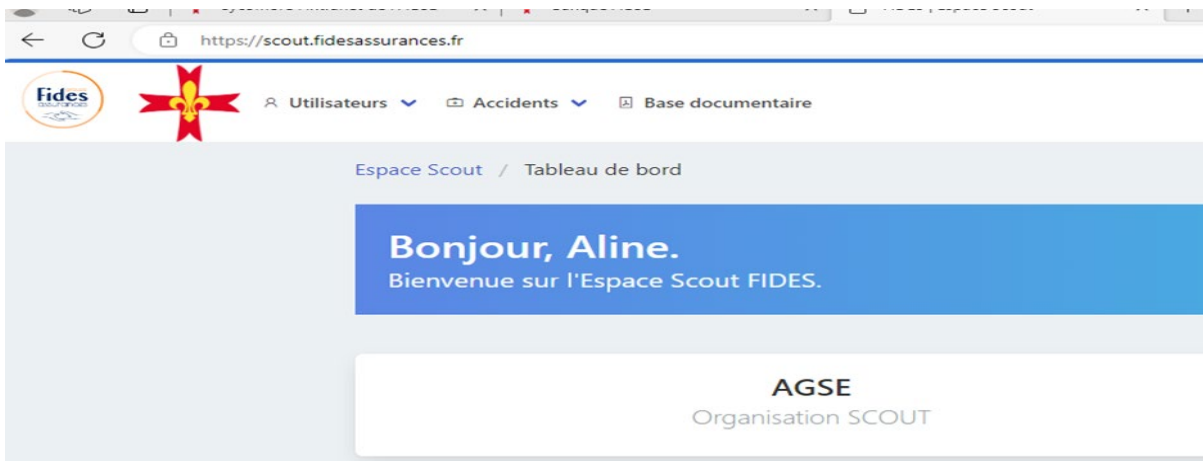 https://scout.fidesassurances.fr
Fides
assurances
Utilisateurs
Accidents
Base documentaire
Espace Scout / Tableau de bord
Bonjour, Aline.
Bienvenue sur l'Espace Scout FIDES.
AGSE
Organisation SCOUT